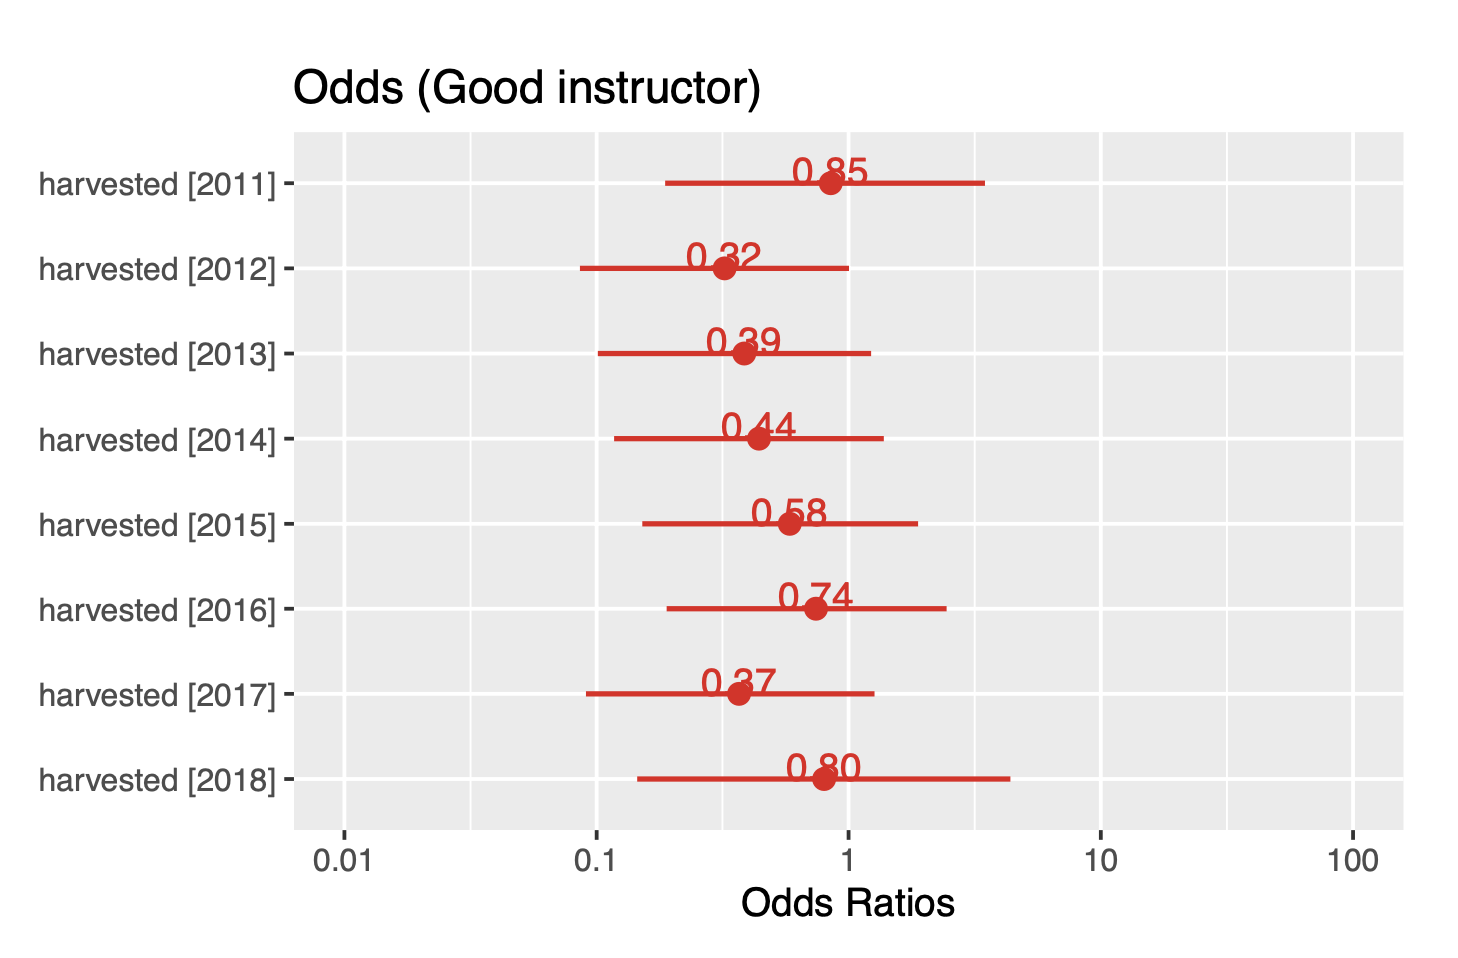 Odds (Good instructor)
harvested [2011]
0.85
harvested [2012]
0.32
harvested [2013]
0.39
harvested [2014]
0.44
harvested [2015]
0.58
harvested [2016]
0.74
harvested [2017]
0.37
harvested [2018]
0.80
0.01 0.1 1 10 100
Odds Ratios